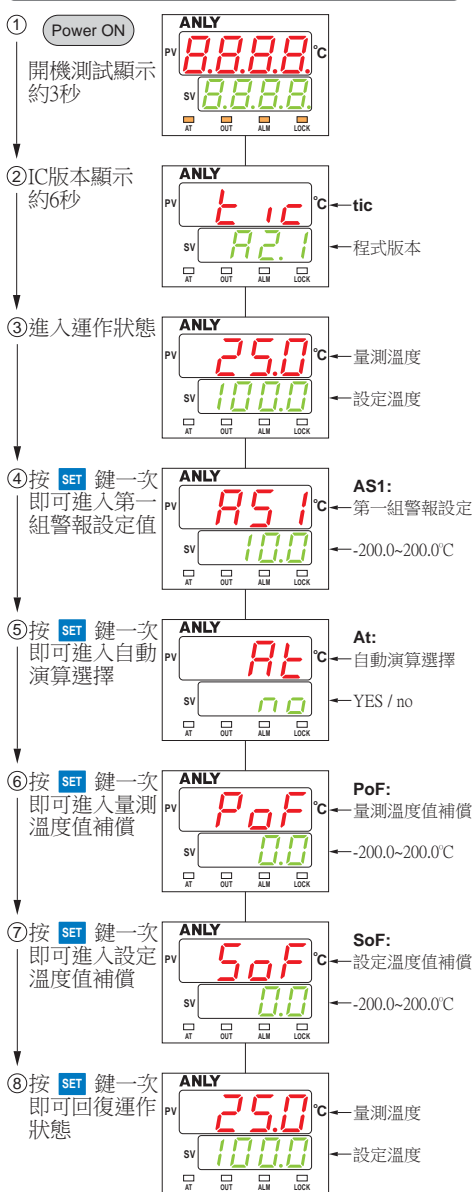 ① Power ON
開機測試顯示
約3秒
ANLY
PV 8.8.8.8. °C
SV 8.8.8.8.
AT OUT ALM LOCK
②IC版本顯示
約6秒
ANLY
PV tic °C tic
SV A2.1 程式版本
AT OUT ALM LOCK
③進入運作狀態
ANLY
PV 25.0 °C 量測溫度
SV 100.0 設定溫度
AT OUT ALM LOCK
④按 SET 鍵一次
即可進入第一
組警報設定值
ANLY
PV AS1 °C
AS1:
第一組警報設定
SV 10.0 -200.0~200.0℃
AT OUT ALM LOCK
⑤按 SET 鍵一次
即可進入自動
演算選擇
ANLY
PV At °C
At:
自動演算選擇
SV no YES / no
AT OUT ALM LOCK
⑥按 SET 鍵一次
即可進入量測
溫度值補償
ANLY
PV PoF °C
PoF:
量測溫度值補償
SV 0.0 -200.0~200.0℃
AT OUT ALM LOCK
⑦按 SET 鍵一次
即可進入設定
溫度值補償
ANLY
PV SoF °C
SoF:
設定溫度值補償
SV 0.0 -200.0~200.0℃
AT OUT ALM LOCK
⑧按 SET 鍵一次
即可回復運作
狀態
ANLY
PV 25.0 °C 量測溫度
SV 100.0 設定溫度
AT OUT ALM LOCK